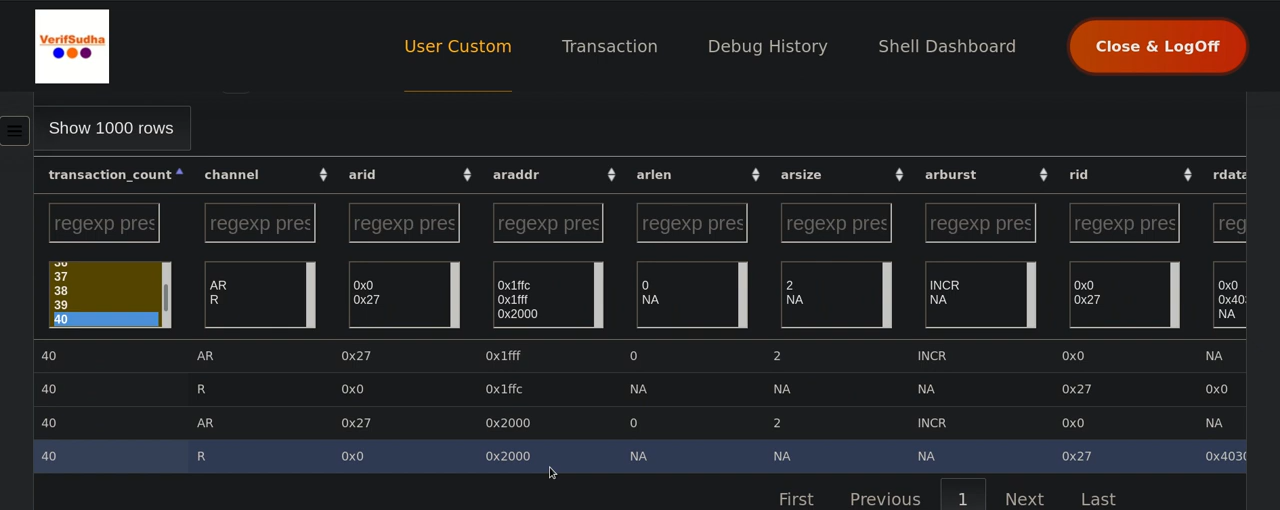 VerifSudha
User Custom Transaction Debug History Shell Dashboard Close & LogOff
Show 1000 rows
transaction_count channel arid araddr arlen arsize arburst rid rdata
regexp pres regexp pres regexp pres regexp pres regexp pres regexp pres regexp pres regexp pres reg
36
37
38
39
40
AR
R
0x0
0x27
0x1ffc
0x1fff
0x2000
0
NA
2
NA
INCR
NA
0x0
0x27
0x0
0x403
NA
40 AR 0x27 0x1fff 0 2 INCR 0x0 NA
40 R 0x0 0x1ffc NA NA NA 0x27 0x0
40 AR 0x27 0x2000 0 2 INCR 0x0 NA
40 R 0x0 0x2000 NA NA NA 0x27 0x4030
First Previous 1 Next Last